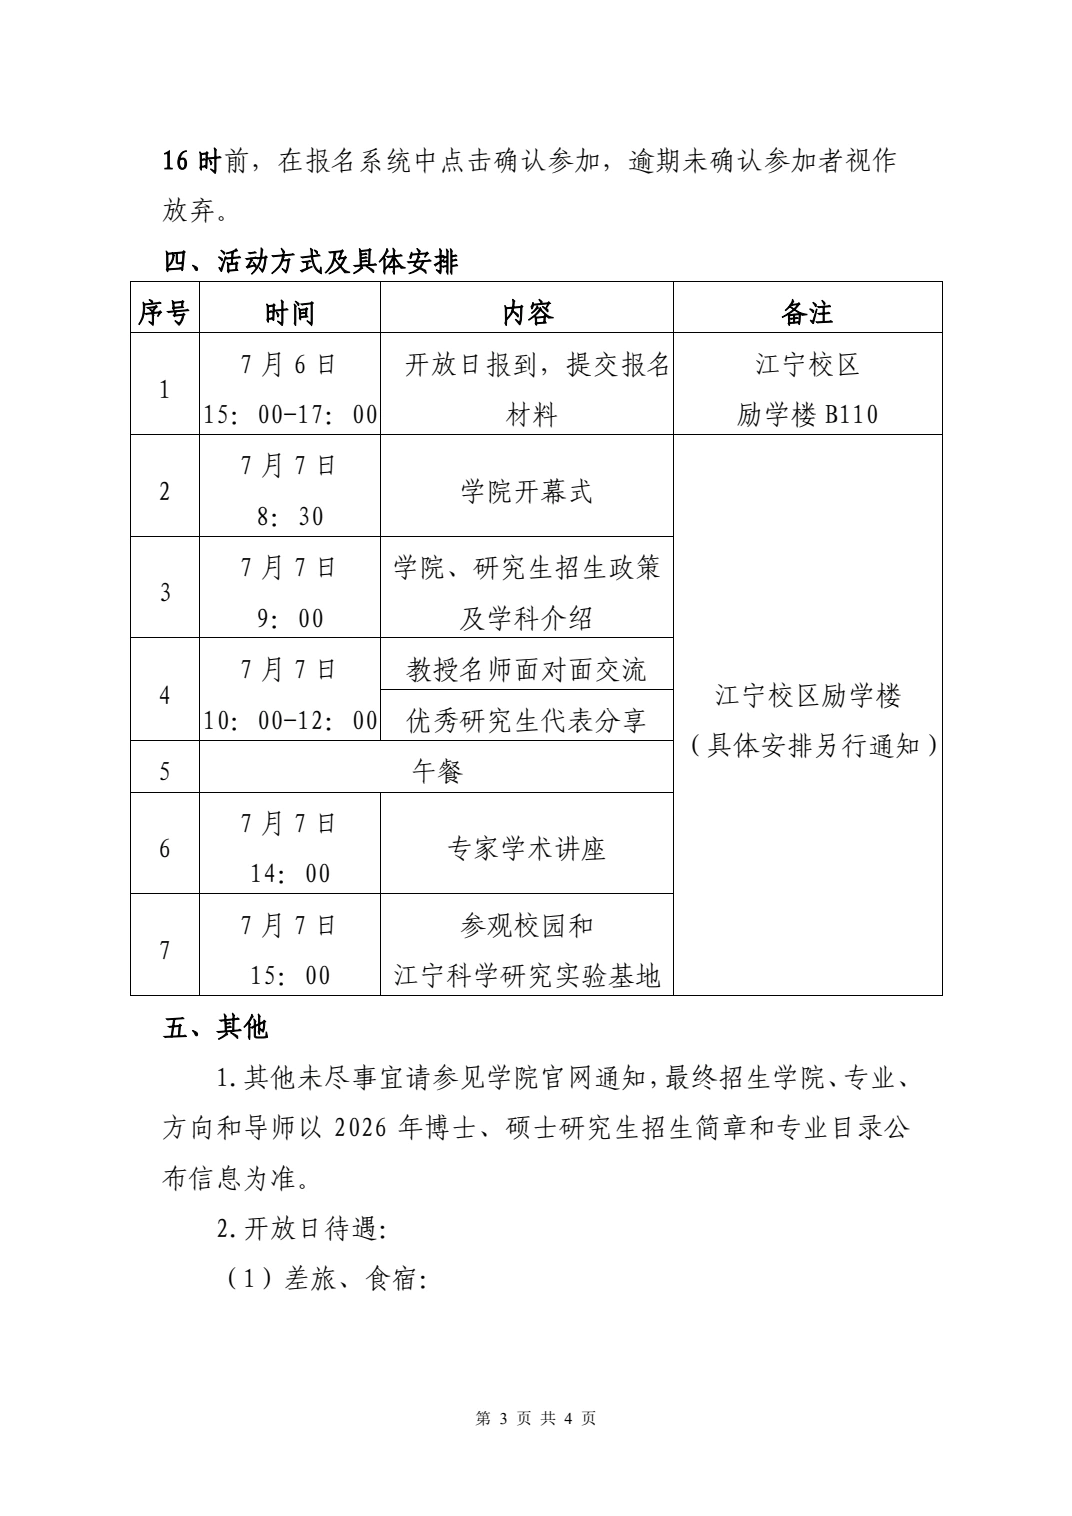 16 时前，在报名系统中点击确认参加，逾期未确认参加者视作
放弃。
四、活动方式及具体安排
序号 时间 内容 备注
1
7 月 6 日
15：00-17：00
开放日报到，提交报名
材料
江宁校区
励学楼 B110
2
7 月 7 日
8：30
学院开幕式
3
7 月 7 日
9：00
学院、研究生招生政策
及学科介绍
4
7 月 7 日
10：00-12：00
教授名师面对面交流
优秀研究生代表分享
江宁校区励学楼
（具体安排另行通知）
5 午餐
6
7 月 7 日
14：00
专家学术讲座
7
7 月 7 日
15：00
参观校园和
江宁科学研究实验基地
五、其他
1.其他未尽事宜请参见学院官网通知，最终招生学院、专业、
方向和导师以 2026 年博士、硕士研究生招生简章和专业目录公
布信息为准。
2.开放日待遇：
（1）差旅、食宿：
第 3 页 共 4 页